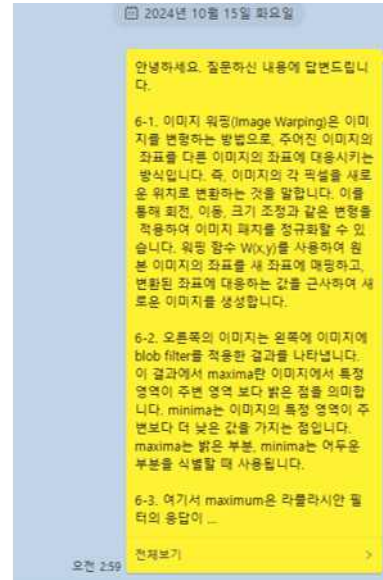 2024년 10월 15일 화요일
안녕하세요. 질문하신 내용에 답변드립니
다.
6-1. 이미지 워핑(Image Warping)은 이미
지를 변형하는 방법으로, 주어진 이미지의
좌표를 다른 이미지의 좌표에 대응시키는
방식입니다. 즉, 이미지의 각 픽셀을 새로
운 위치로 변환하는 것을 말합니다. 이를
통해 회전, 이동, 크기 조정과 같은 변형을
적용하여 이미지 패치를 정규화할 수 있
습니다. 워핑 함수 W(x,y)를 사용하여 원
본 이미지의 좌표를 새 좌표에 매핑하고,
변환된 좌표에 대응하는 값을 근사하여 새
로운 이미지를 생성합니다.
6-2. 오른쪽의 이미지는 왼쪽에 이미지에
blob filter를 적용한 결과를 나타냅니다.
이 결과에서 maxima란 이미지에서 특정
영역이 주변 영역 보다 밝은 점을 의미합
니다. minima는 이미지의 특정 영역이 주
변보다 더 낮은 값을 가지는 점입니다.
maxima는 밝은 부분, minima는 어두운
부분을 식별할 때 사용됩니다.
6-3. 여기서 maximum은 라플라시안 필
터의 응답이 ...
전체보기 >
오전 2:59